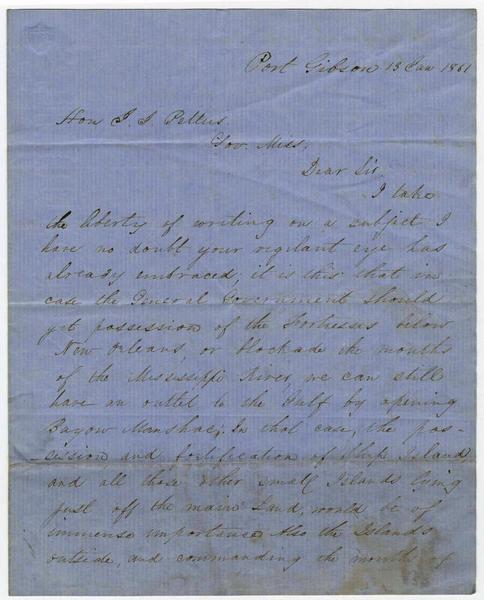 Port Gibson 13 Jan 1861
Hon J. J. Pettus
Gov. Miss.
Dear Sir,
I take
the liberty of writing on a subject I
have no doubt your vigilant eye has
already embraced; it is this that in
case the General Government should
get possession of the Fortresses below
New Orleans, or blockade the mouths
of the Mississippi River, we can still
have an outlet to the Gulf by opening
Bayou Manshac; In that case, the pos-
-cission and fortification of Ship Island,
and all those other small Islands lying
just off the main Land, would be of
immense importance. Also the Islands
outside, and commanding the mouth of